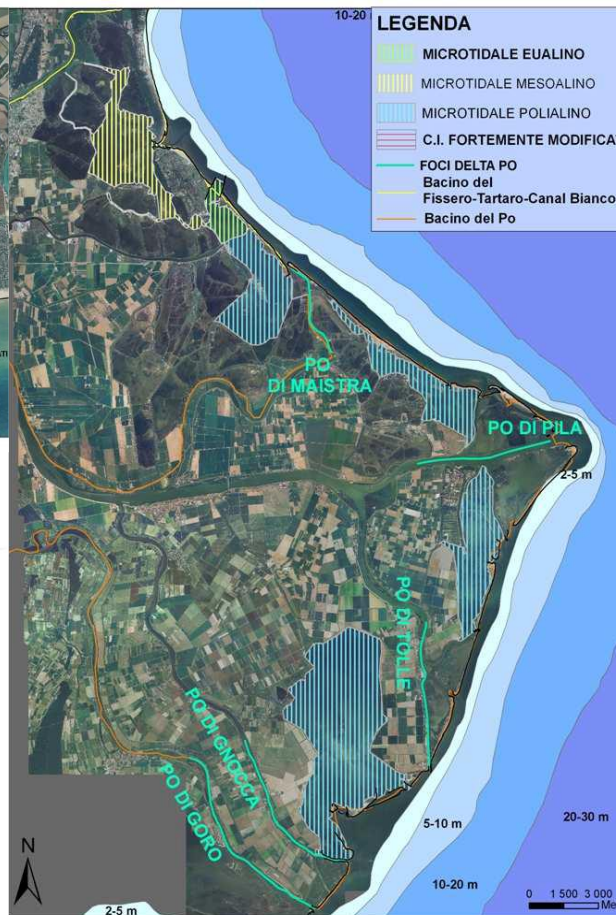 10-20 m
LEGENDA
MICROTIDALE EUALINO
MICROTIDALE MESOALINO
MICROTIDALE POLIALINO
C.I. FORTEMENTE MODIFICA
FOCI DELTA PO
Bacino del
Fissero-Tartaro-Canal Bianco
Bacino del Po
PO
DI MAISTRA
PO DI PILA
2-5 m
PO DI TOLLE
PO DI GNOCCA
PO DI GORO
5-10 m
20-30 m
10-20 m
N
0 1 500 3 000
Me
2-5 m